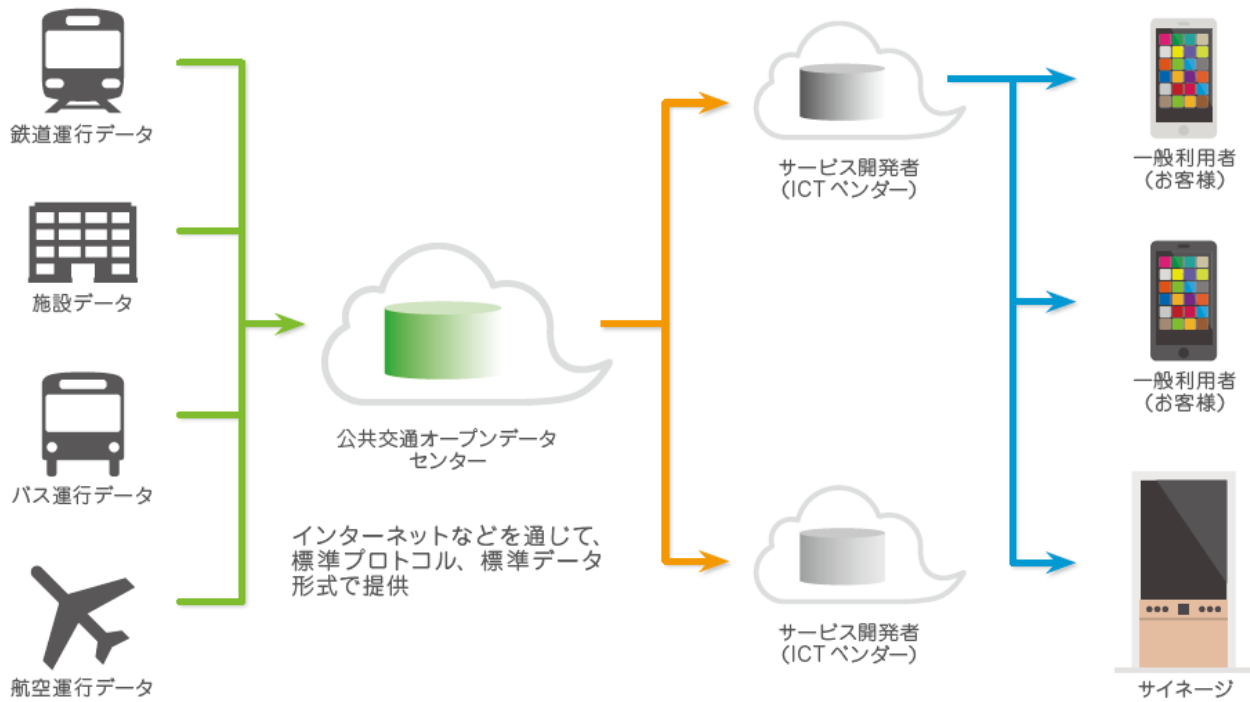 鉄道運行データ
施設データ
バス運行データ
航空運行データ
公共交通オープンデータ
センター
インターネットなどを通じて、
標準プロトコル、標準データ
形式で提供
サービス開発者
（ICTベンダー）
サービス開発者
（ICTベンダー）
一般利用者
（お客様）
一般利用者
（お客様）
サイネージ